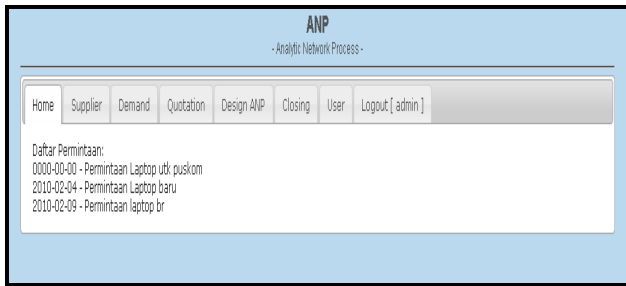 ANP
- Analytic Network Process -
Home Supplier Demand Quotation Design ANP Closing User Logout [ admin ]
Daftar Permintaan:
0000-00-00 - Permintaan Laptop utk puskom
2010-02-04 - Permintaan Laptop baru
2010-02-09 - Permintaan laptop br